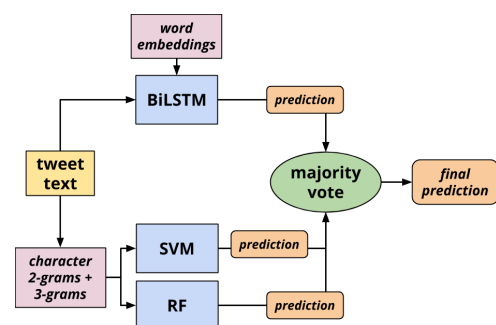 word
embeddings
BiLSTM
prediction
tweet
text
majority
vote
final
prediction
character
2-grams +
3-grams
SVM
prediction
RF
prediction